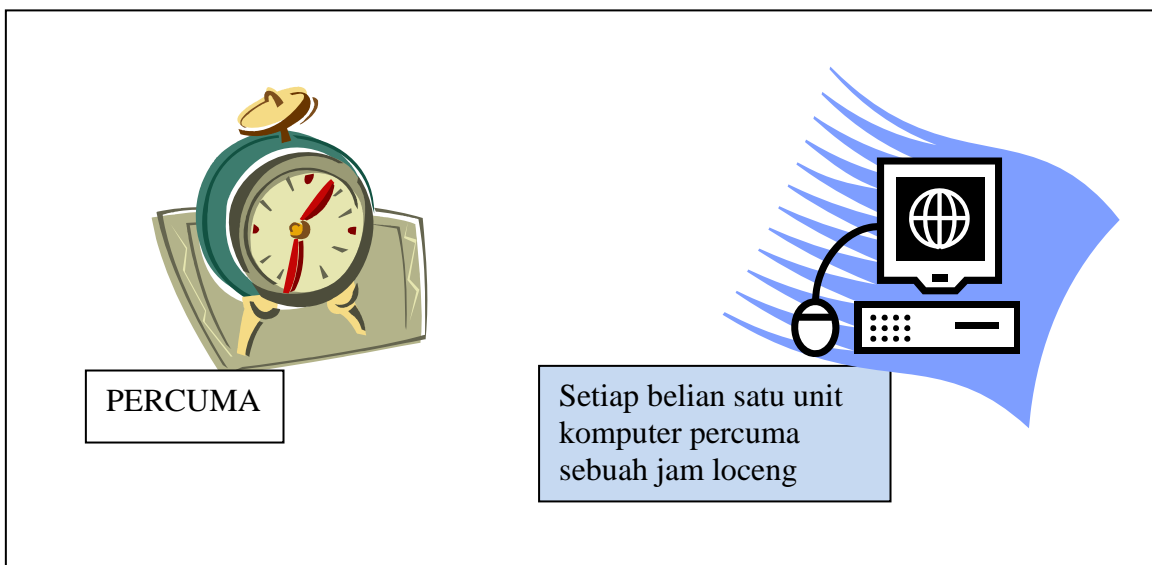 PERCUMA
Setiap belian satu unit
komputer percuma
sebuah jam loceng